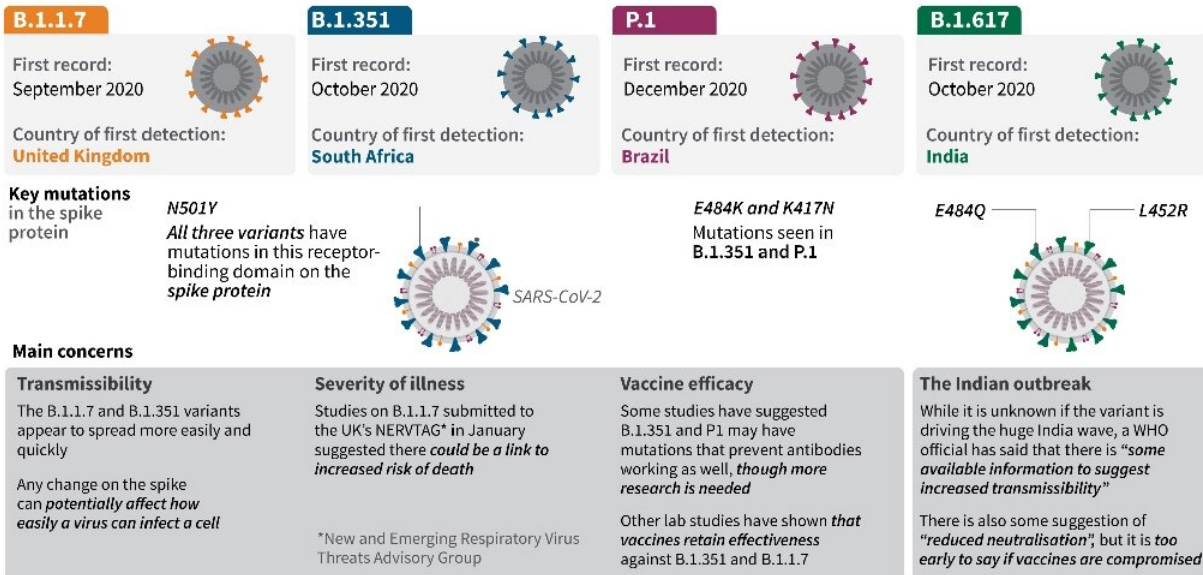 B.1.1.7
First record:
September 2020
Country of first detection:
United Kingdom
B.1.351
First record:
October 2020
Country of first detection:
South Africa
P.1
First record:
December 2020
Country of first detection:
Brazil
B.1.617
First record:
October 2020
Country of first detection:
India
Key mutations
in the spike
protein
N501Y
All three variants have
mutations in this receptor-
binding domain on the
spike protein
SARS-CoV-2
E484K and K417N
Mutations seen in
B.1.351 and P.1
E484Q
L452R
Main concerns
Transmissibility
The B.1.1.7 and B.1.351 variants
appear to spread more easily and
quickly
Any change on the spike
can potentially affect how
easily a virus can infect a cell
Severity of illness
Studies on B.1.1.7 submitted to
the UK's NERVTAG* in January
suggested there could be a link to
increased risk of death
*New and Emerging Respiratory Virus
Threats Advisory Group
Vaccine efficacy
Some studies have suggested
B.1.351 and P1 may have
mutations that prevent antibodies
working as well, though more
research is needed
Other lab studies have shown that
vaccines retain effectiveness
against B.1.351 and B.1.1.7
The Indian outbreak
While it is unknown if the variant is
driving the huge India wave, a WHO
official has said that there is "some
available information to suggest
increased transmissibility"
There is also some suggestion of
"reduced neutralisation", but it is too
early to say if vaccines are compromised